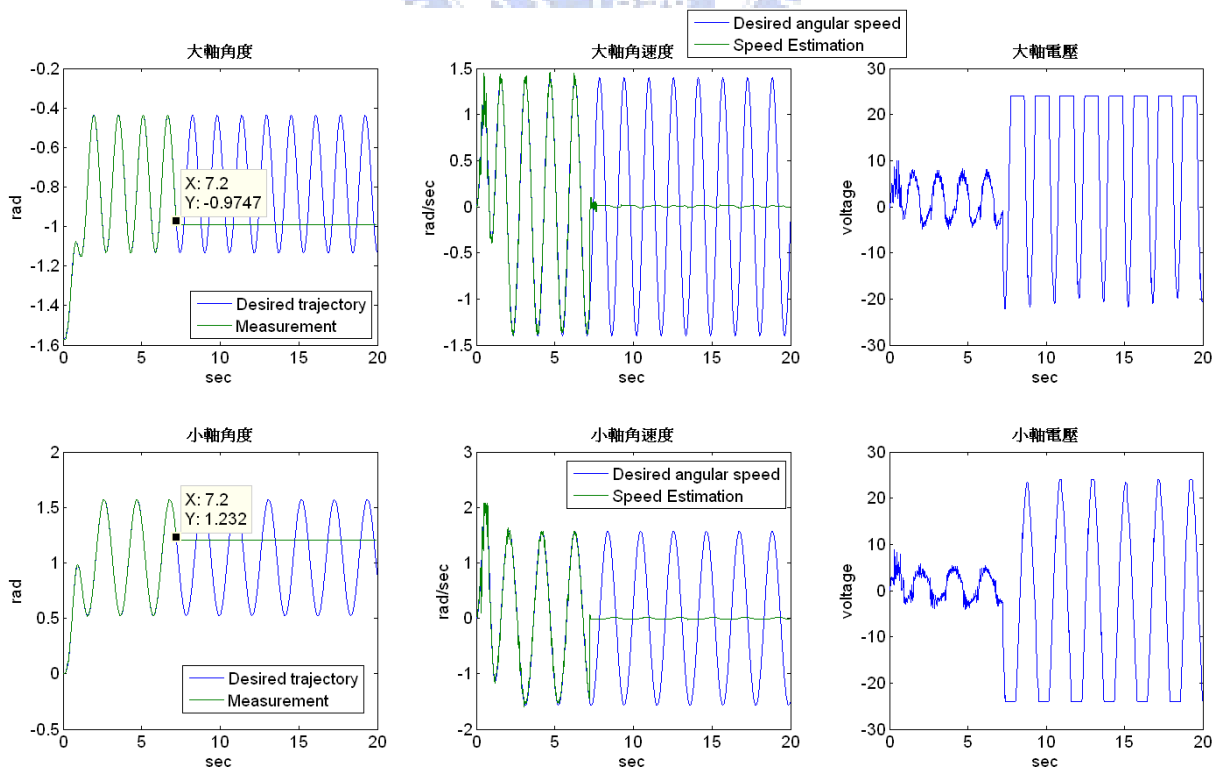 Desired angular speed
Speed Estimation
大軸角度
大軸角速度
大軸電壓
-0.2
-0.4
-0.6
-0.8
-1
-1.2
-1.4
-1.6
rad
X: 7.2
Y: -0.9747
Desired trajectory
Measurement
0
5
10
15
20
sec
1.5
1
0.5
0
-0.5
-1
-1.5
rad/sec
0
5
10
15
20
sec
30
20
10
0
-10
-20
-30
voltage
0
5
10
15
20
sec
小軸角度
小軸角速度
小軸電壓
2
1.5
1
0.5
0
-0.5
rad
X: 7.2
Y: 1.232
Desired trajectory
Measurement
0
5
10
15
20
sec
3
2
1
0
-1
-2
rad/sec
Desired angular speed
Speed Estimation
0
5
10
15
20
sec
30
20
10
0
-10
-20
-30
voltage
0
5
10
15
20
sec